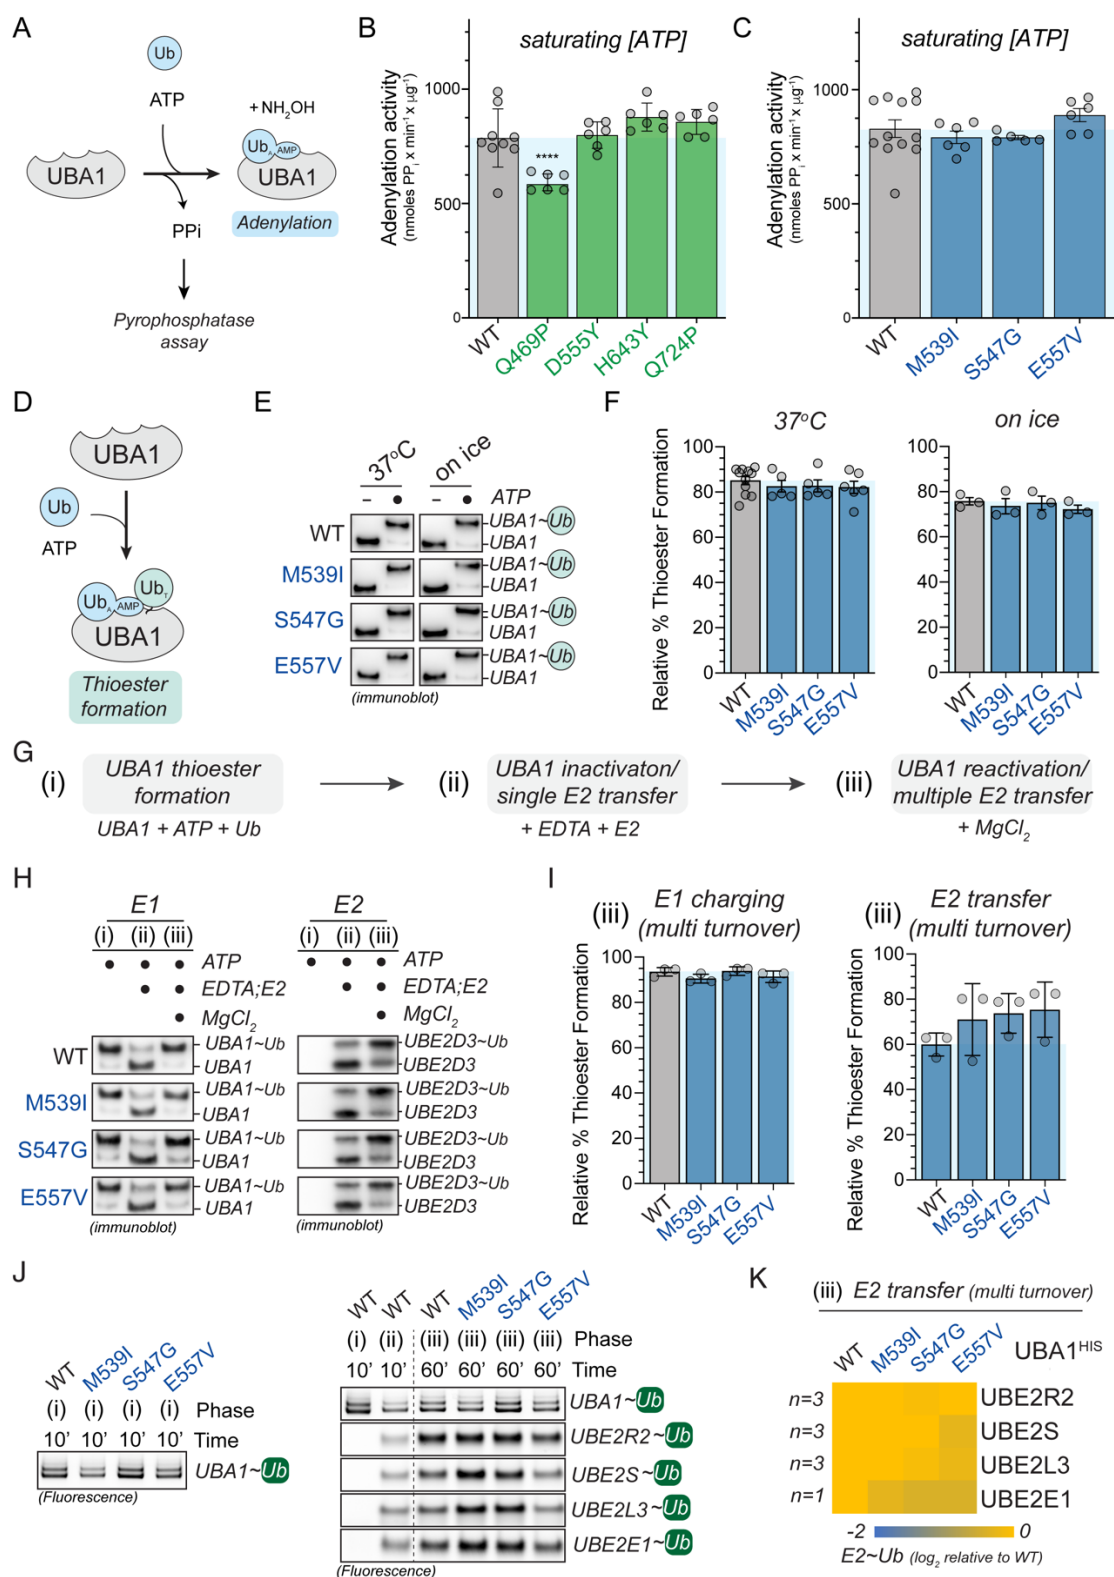 A
Ub
ATP
+ NH₂OH
Ub_A AMP
UBA1
UBA1
Adenylation
PPi
Pyrophosphatase
assay
B
saturating [ATP]
Adenylation activity
(nmoles PPᵢ x min⁻¹ x µg⁻¹)
1000
500
0
****
WT
Q469P
D555Y
H643Y
Q724P
C
saturating [ATP]
Adenylation activity
(nmoles PPᵢ x min⁻¹ x µg⁻¹)
1000
500
0
WT
M539I
S547G
E557V
D
UBA1
Ub
ATP
Ub_A AMP Ub_T
UBA1
Thioester
formation
E
37°C on ice
– • – • ATP
WT UBA1~Ub
UBA1
M539I UBA1~Ub
UBA1
S547G UBA1~Ub
UBA1
E557V UBA1~Ub
UBA1
(immunoblot)
F
37°C
Relative % Thioester Formation
100
80
60
40
20
0
WT
M539I
S547G
E557V
on ice
100
80
60
40
20
0
WT
M539I
S547G
E557V
G
(i) UBA1 thioester
formation
UBA1 + ATP + Ub
(ii) UBA1 inactivaton/
single E2 transfer
+ EDTA + E2
(iii) UBA1 reactivation/
multiple E2 transfer
+ MgCl₂
H
E1
(i) (ii) (iii)
• • • ATP
• • EDTA;E2
• MgCl₂
WT UBA1~Ub
UBA1
M539I UBA1~Ub
UBA1
S547G UBA1~Ub
UBA1
E557V UBA1~Ub
UBA1
(immunoblot)
E2
(i) (ii) (iii)
• • • ATP
• • EDTA;E2
• MgCl₂
UBE2D3~Ub
UBE2D3
UBE2D3~Ub
UBE2D3
UBE2D3~Ub
UBE2D3
UBE2D3~Ub
UBE2D3
(immunoblot)
I
(iii) E1 charging
(multi turnover)
Relative % Thioester Formation
100
80
60
40
20
0
WT
M539I
S547G
E557V
(iii) E2 transfer
(multi turnover)
Relative % Thioester Formation
100
80
60
40
20
0
WT
M539I
S547G
E557V
J
WT M539I S547G E557V
(i) (i) (i) (i) Phase
10' 10' 10' 10' Time
UBA1~Ub
(Fluorescence)
WT WT WT M539I S547G E557V
(i) (ii) (iii) (iii) (iii) (iii) Phase
10' 10' 60' 60' 60' 60' Time
UBA1~Ub
UBE2R2~Ub
UBE2S~Ub
UBE2L3~Ub
UBE2E1~Ub
(Fluorescence)
K
(iii) E2 transfer (multi turnover)
WT M539I S547G E557V UBA1ᴴᴵˢ
n=3 UBE2R2
n=3 UBE2S
n=3 UBE2L3
n=1 UBE2E1
-2 0
E2~Ub (log₂ relative to WT)